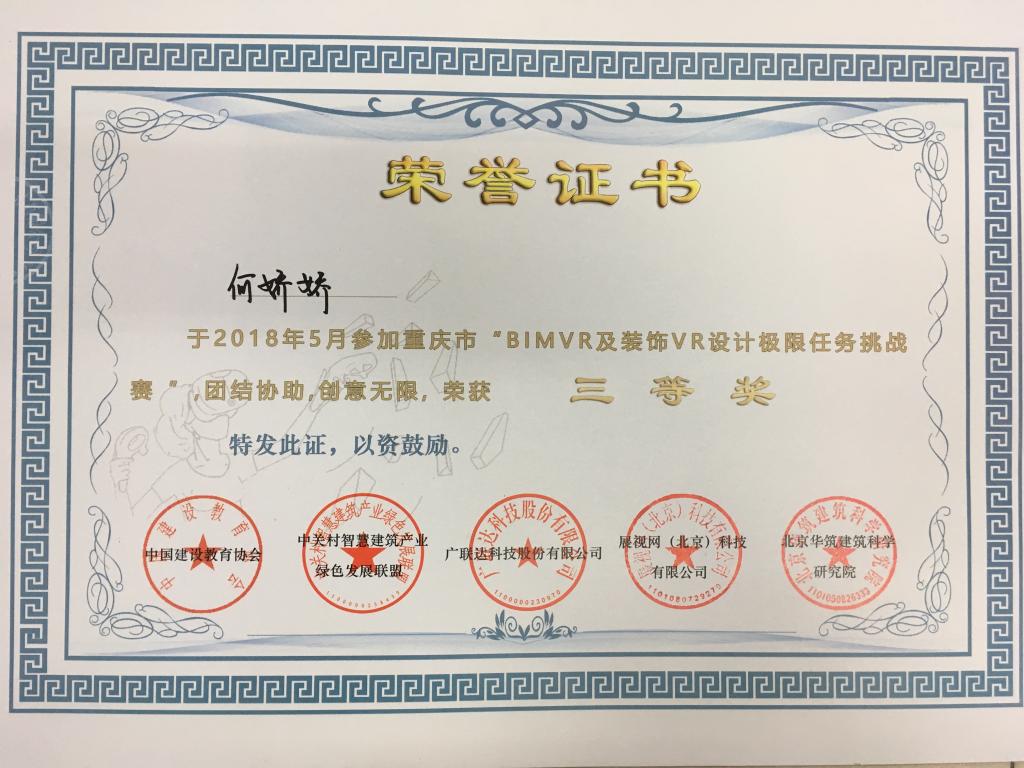 荣誉证书
何娇娇
于2018年5月参加重庆市“BIMVR及装饰VR设计极限任务挑战
赛”,团结协助,创意无限,荣获 三等奖
特发此证，以资鼓励。
中国建设教育协会
中关村智慧建筑产业
绿色发展联盟
广联达科技股份有限公司
展视网（北京）科技
有限公司
北京华筑建筑科学
研究院
1100000230970
1101080729270
1101050826333